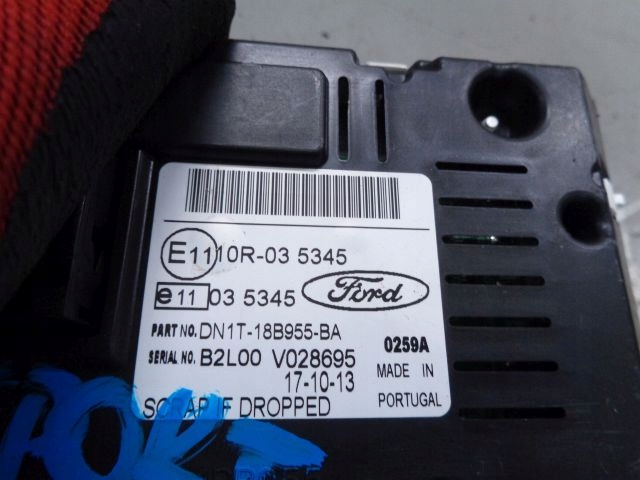 E11 10R-03 5345
e11 03 5345 Ford
PART NO. DN1T-18B955-BA
SERIAL NO. B2L00 V028695 0259A
17-10-13 MADE IN
SCRAP IF DROPPED PORTUGAL